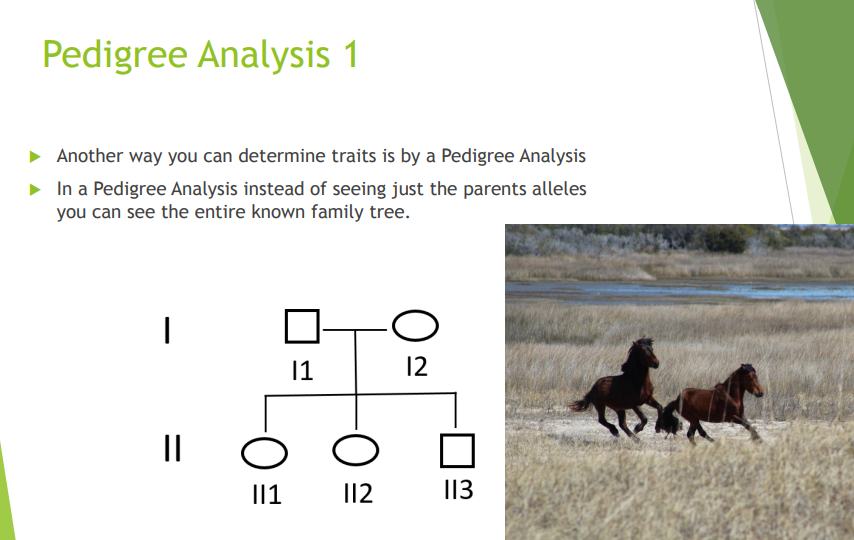 Pedigree Analysis 1
Another way you can determine traits is by a Pedigree Analysis
In a Pedigree Analysis instead of seeing just the parents alleles
you can see the entire known family tree.
I
I1
I2
II
II1
II2
II3